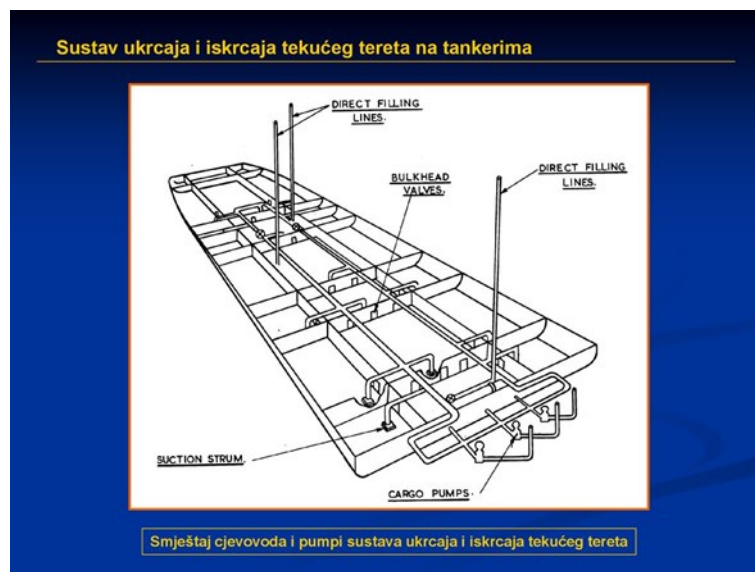 Sustav ukrcaja i iskrcaja tekućeg tereta na tankerima
DIRECT FILLING
LINES.
DIRECT FILLING
LINES.
BULKHEAD
VALVES.
SUCTION STRUM.
CARGO PUMPS.
Smještaj cjevovoda i pumpi sustava ukrcaja i iskrcaja tekućeg tereta